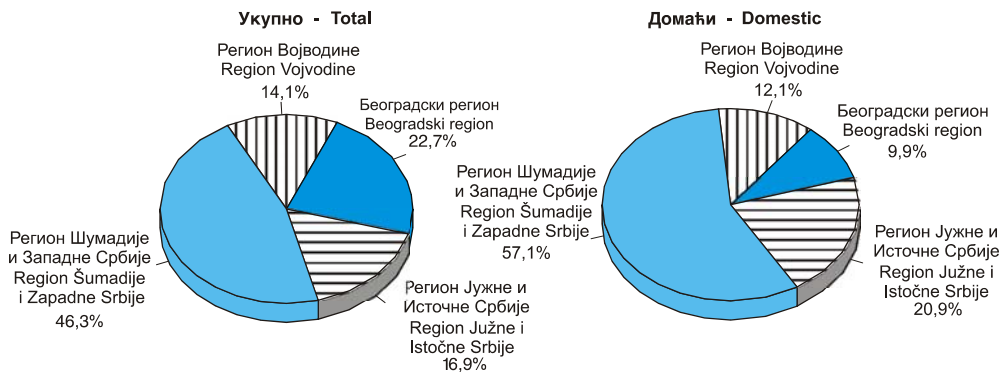 Укупно - Total
Регион Војводине
Region Vojvodine
14,1%
Београдски регион
Beogradski region
22,7%
Регион Шумадије
и Западне Србије
Region Šumadije
i Zapadne Srbije
46,3%
Регион Јужне и
Источне Србије
Region Južne i
Istočne Srbije
16,9%
Домаћи - Domestic
Регион Војводине
Region Vojvodine
12,1%
Београдски регион
Beogradski region
9,9%
Регион Шумадије
и Западне Србије
Region Šumadije
i Zapadne Srbije
57,1%
Регион Јужне и
Источне Србије
Region Južne i
Istočne Srbije
20,9%